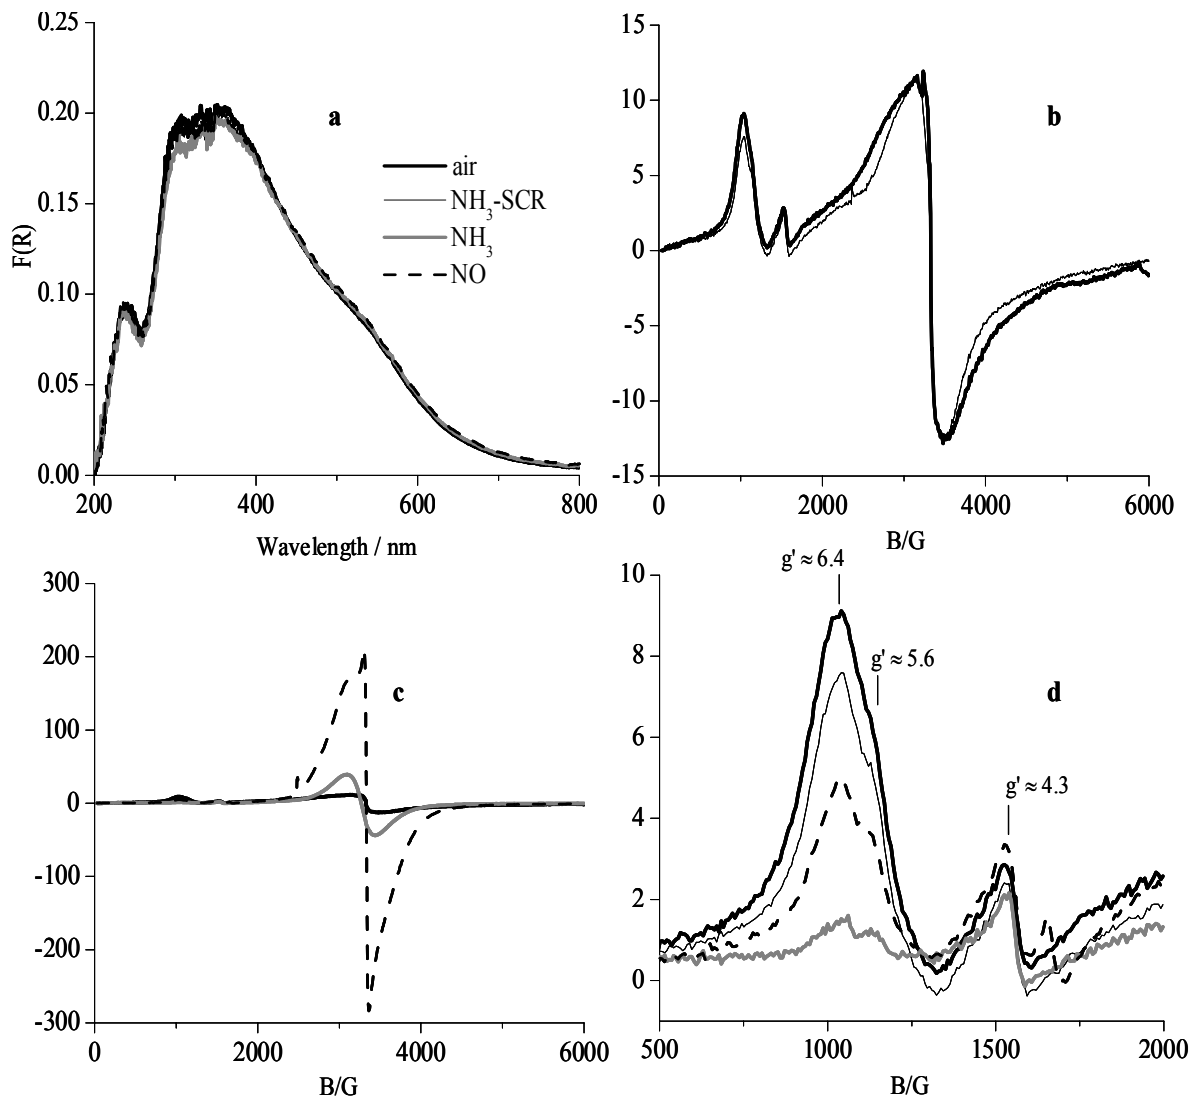 0.25
0.20
0.15
0.10
0.05
0.00
F(R)
a
air
NH3-SCR
NH3
NO
200
400
600
800
Wavelength / nm
15
10
5
0
-5
-10
-15
b
0
2000
4000
6000
B/G
300
200
100
0
-100
-200
-300
c
0
2000
4000
6000
B/G
10
8
6
4
2
0
g' ≈ 6.4
g' ≈ 5.6
d
g' ≈ 4.3
500
1000
1500
2000
B/G